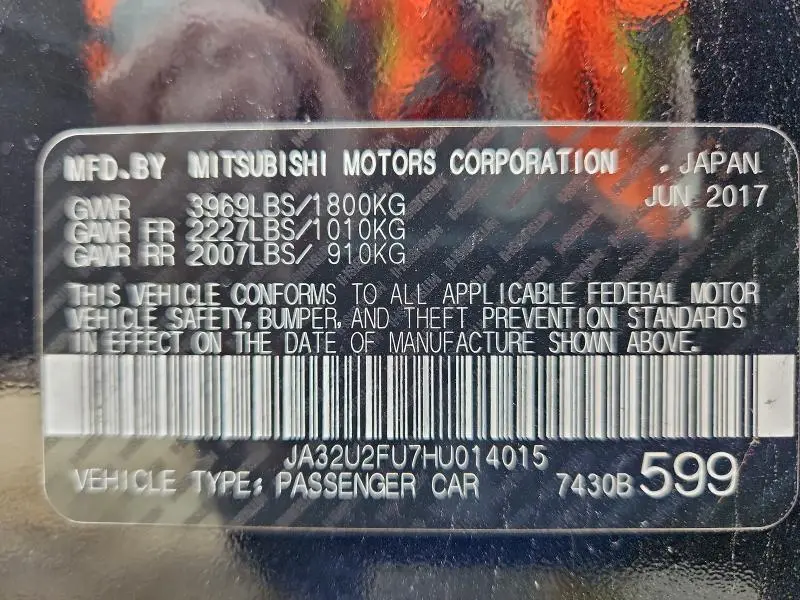 MFD.BY MITSUBISHI MOTORS CORPORATION . JAPAN
JUN 2017
GWR 3969LBS/1800KG
GAWR FR 2227LBS/1010KG
GAWR RR 2007LBS/ 910KG
THIS VEHICLE CONFORMS TO ALL APPLICABLE FEDERAL MOTOR
VEHICLE SAFETY, BUMPER, AND THEFT PREVENTION STANDARDS
IN EFFECT ON THE DATE OF MANUFACTURE SHOWN ABOVE.
JA32U2FU7HU014015
VEHICLE TYPE: PASSENGER CAR 7430B 599